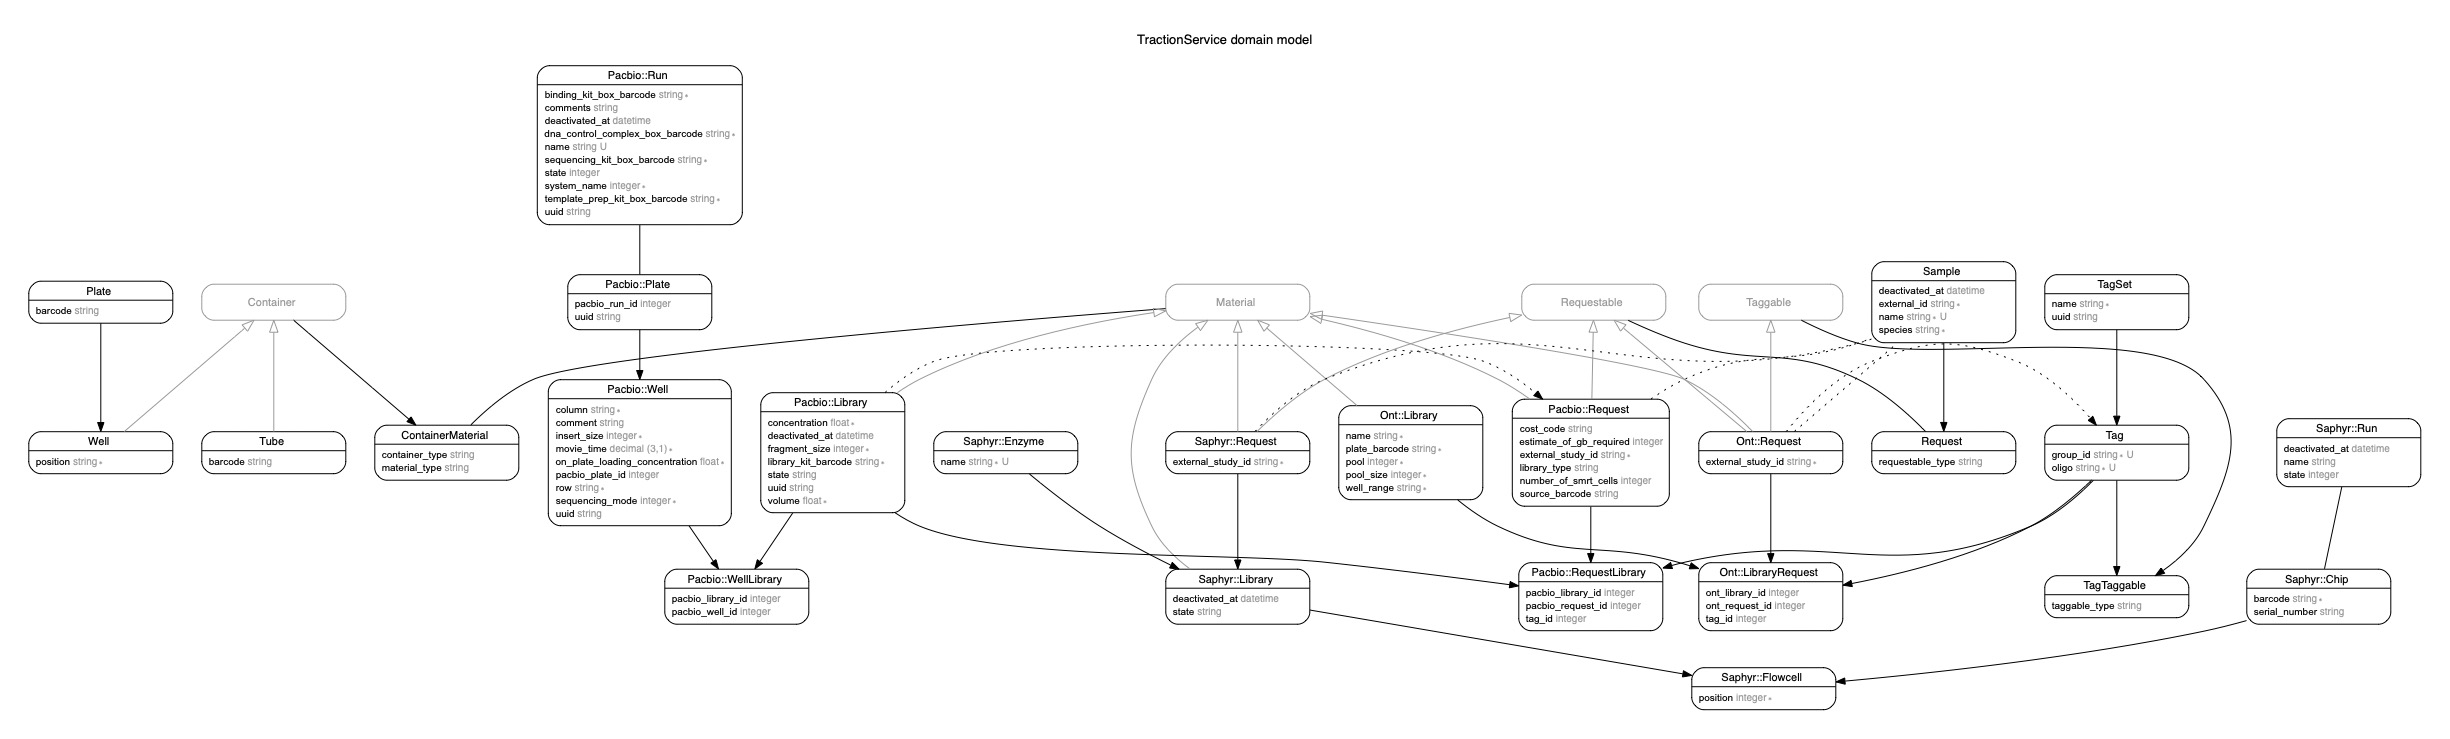 TractionService domain model
Pacbio::Run
binding_kit_box_barcode string *
comments string
deactivated_at datetime
dna_control_complex_box_barcode string *
name string U
sequencing_kit_box_barcode string *
state integer
system_name integer *
template_prep_kit_box_barcode string *
uuid string
Plate
barcode string
Container
Pacbio::Plate
pacbio_run_id integer
uuid string
Material
Requestable
Taggable
Sample
deactivated_at datetime
external_id string *
name string * U
species string *
TagSet
name string *
uuid string
Well
position string *
Tube
barcode string
ContainerMaterial
container_type string
material_type string
Pacbio::Well
column string *
comment string
insert_size integer *
movie_time decimal (3,1) *
on_plate_loading_concentration float *
pacbio_plate_id integer
row string *
sequencing_mode integer *
uuid string
Pacbio::Library
concentration float *
deactivated_at datetime
fragment_size integer *
library_kit_barcode string *
state string
uuid string
volume float *
Saphyr::Enzyme
name string * U
Saphyr::Request
external_study_id string *
Ont::Library
name string *
plate_barcode string *
pool integer *
pool_size integer *
well_range string *
Pacbio::Request
cost_code string
estimate_of_gb_required integer
external_study_id string *
library_type string
number_of_smrt_cells integer
source_barcode string
Ont::Request
external_study_id string *
Request
requestable_type string
Tag
group_id string * U
oligo string * U
Saphyr::Run
deactivated_at datetime
name string
state integer
Pacbio::WellLibrary
pacbio_library_id integer
pacbio_well_id integer
Saphyr::Library
deactivated_at datetime
state string
Pacbio::RequestLibrary
pacbio_library_id integer
pacbio_request_id integer
tag_id integer
Ont::LibraryRequest
ont_library_id integer
ont_request_id integer
tag_id integer
TagTaggable
taggable_type string
Saphyr::Chip
barcode string *
serial_number string
Saphyr::Flowcell
position integer *